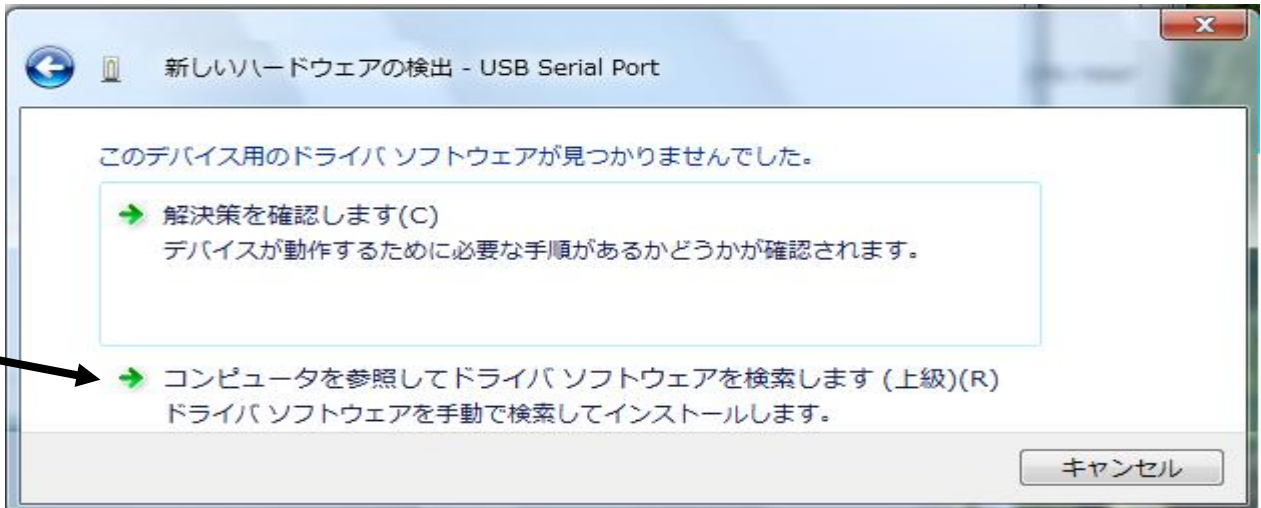 新しいハードウェアの検出 - USB Serial Port
このデバイス用のドライバ ソフトウェアが見つかりませんでした。
解決策を確認します(C)
デバイスが動作するために必要な手順があるかどうかが確認されます。
コンピュータを参照してドライバ ソフトウェアを検索します (上級)(R)
ドライバ ソフトウェアを手動で検索してインストールします。
キャンセル